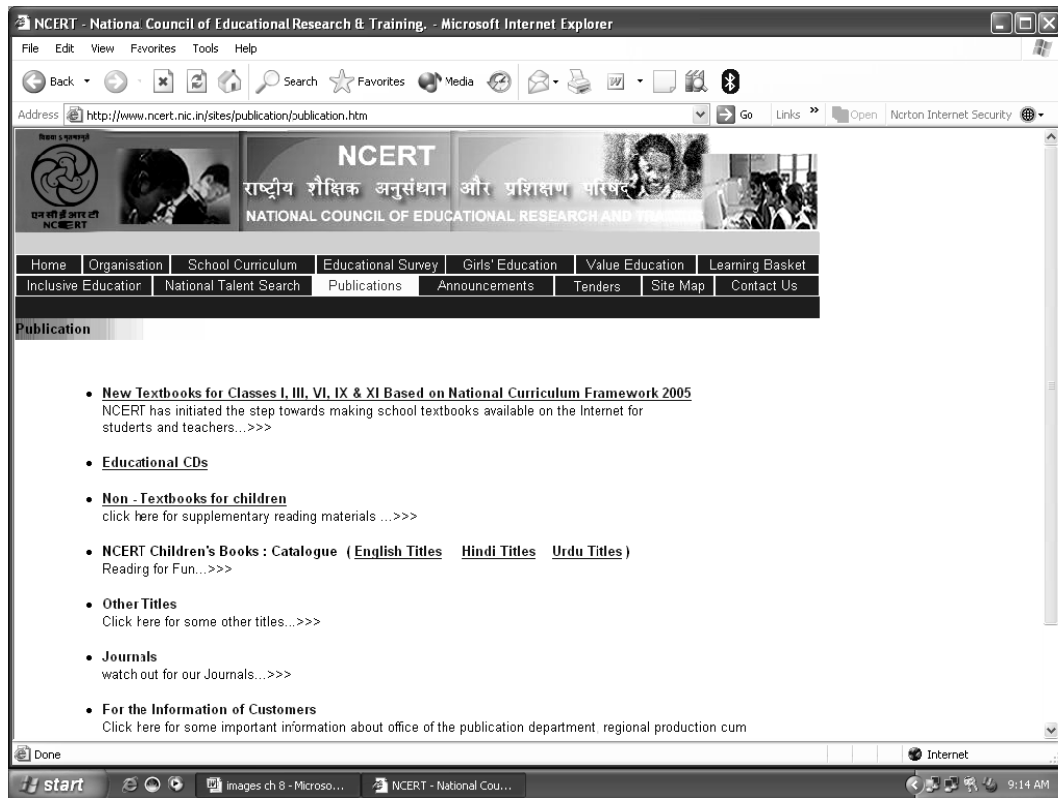 NCERT - National Council of Educational Research & Training. - Microsoft Internet Explorer
File Edit View Favorites Tools Help
Back Search Favorites Media
Address http://www.ncert.nic.in/sites/publication/publication.htm Go Links » Open Norton Internet Security
एन सी ई आर टी
NCERT
NCERT
राष्ट्रीय शैक्षिक अनुसंधान और प्रशिक्षण परिषद
NATIONAL COUNCIL OF EDUCATIONAL RESEARCH AND TRAINING
Home Organisation School Curriculum Educational Survey Girls' Education Value Education Learning Basket
Inclusive Education National Talent Search Publications Announcements Tenders Site Map Contact Us
Publication
• New Textbooks for Classes I, III, VI, IX & XI Based on National Curriculum Framework 2005
NCERT has initiated the step towards making school textbooks available on the Internet for
students and teachers...>>>
• Educational CDs
• Non - Textbooks for children
click here for supplementary reading materials ...>>>
• NCERT Children's Books : Catalogue ( English Titles Hindi Titles Urdu Titles )
Reading for Fun...>>>
• Other Titles
Click here for some other titles...>>>
• Journals
watch out for our Journals...>>>
• For the Information of Customers
Click here for some important information about office of the publication department, regional production cum
Done Internet
start images ch 8 - Microso... NCERT - National Cou... 9:14 AM